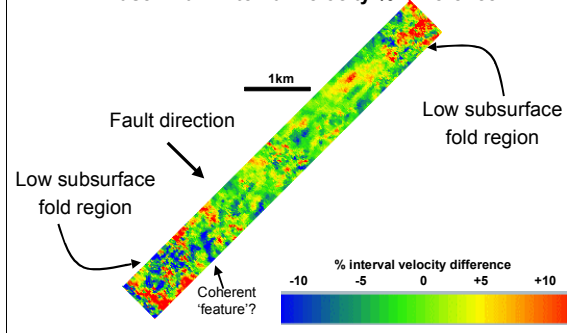 1km
Low subsurface
fold region
Fault direction
Low subsurface
fold region
Coherent
'feature'?
% interval velocity difference
-10 -5 0 +5 +10